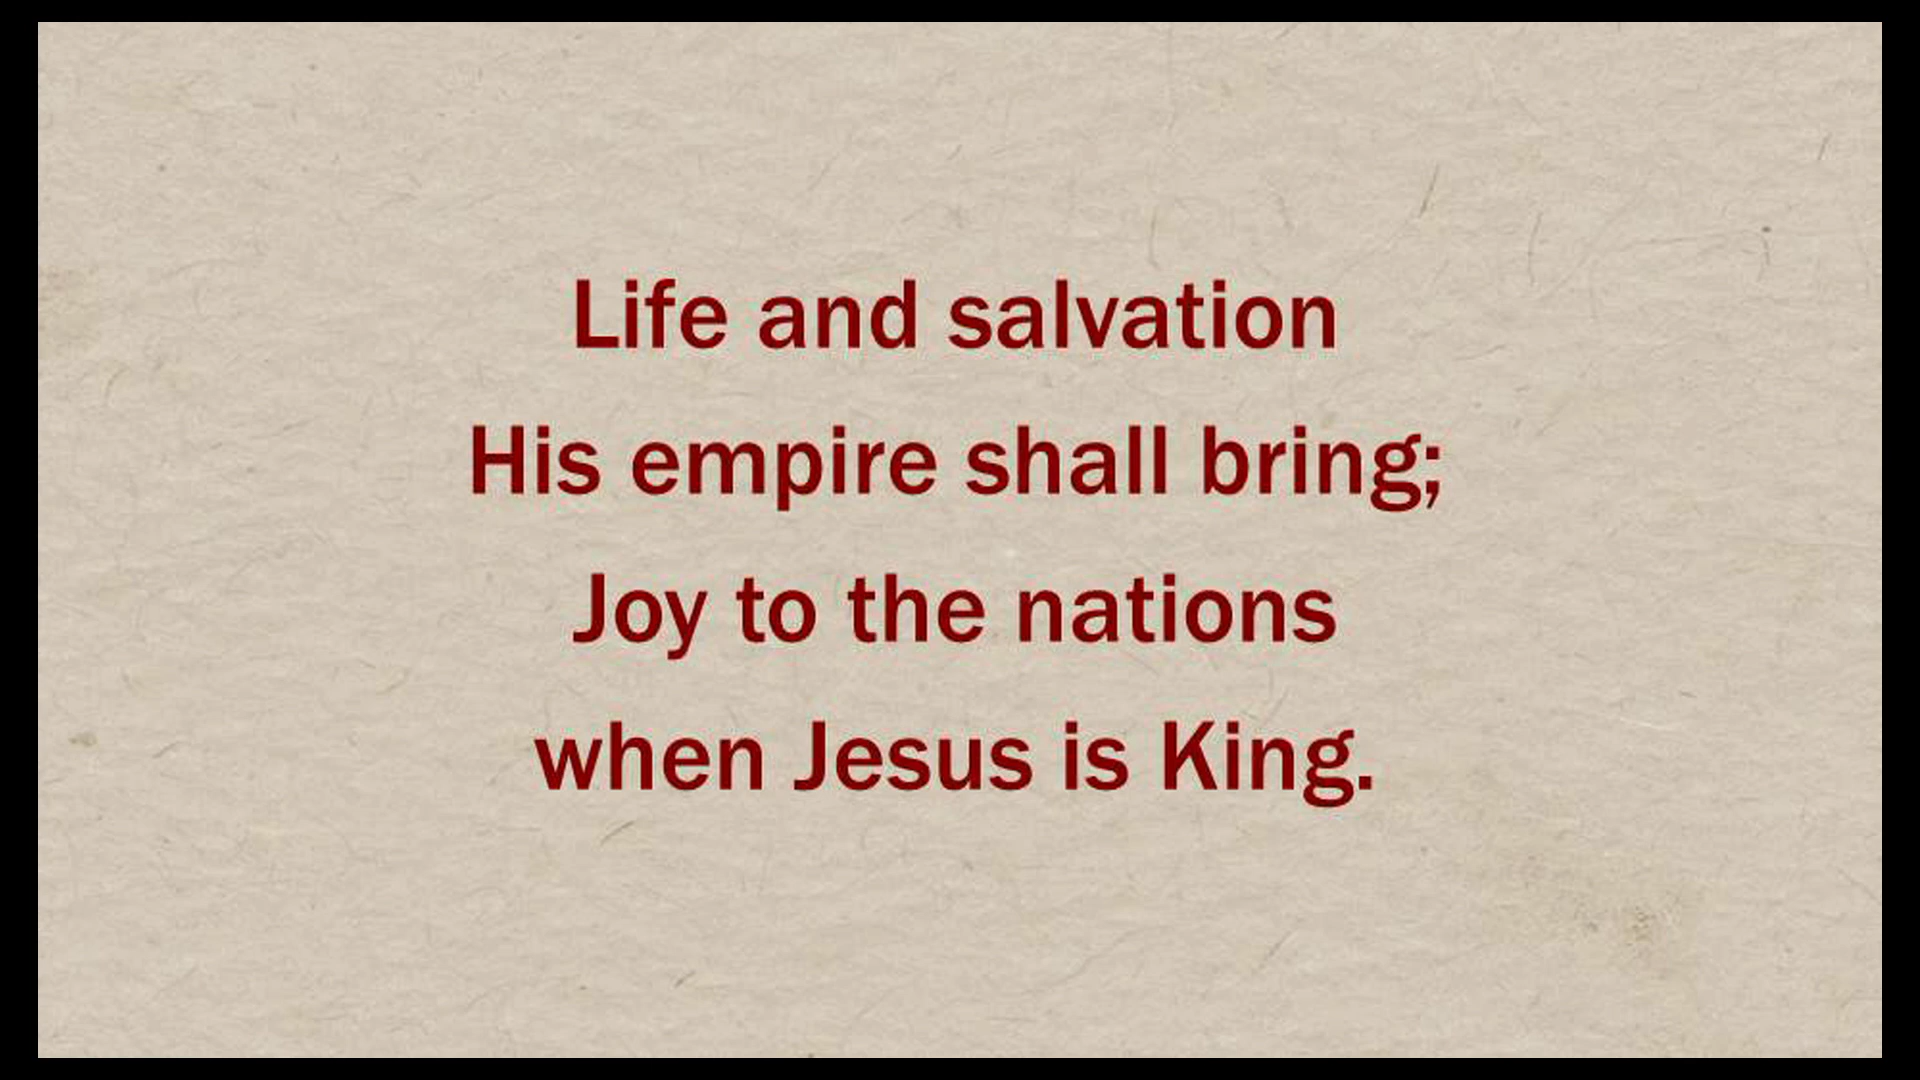 Life and salvation
His empire shall bring;
Joy to the nations
when Jesus is King.